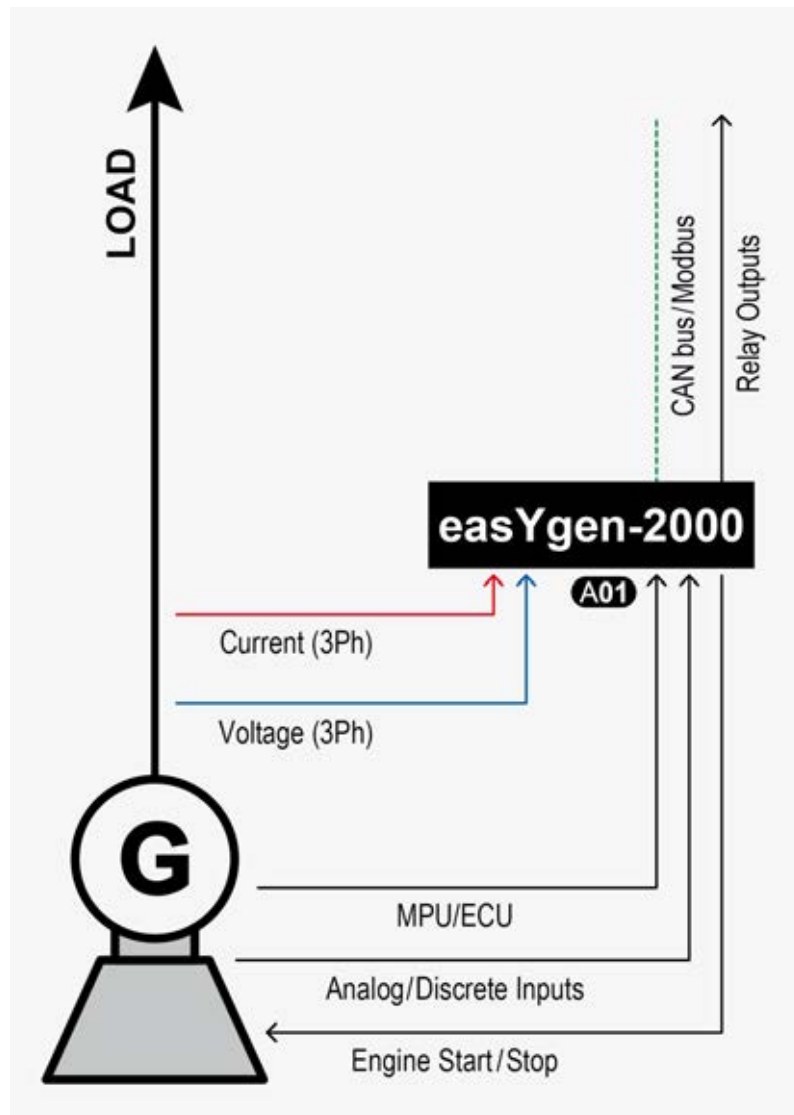 LOAD
CAN bus/Modbus
Relay Outputs
easYgen-2000
A01
Current (3Ph)
Voltage (3Ph)
G
MPU/ECU
Analog/Discrete Inputs
Engine Start/Stop